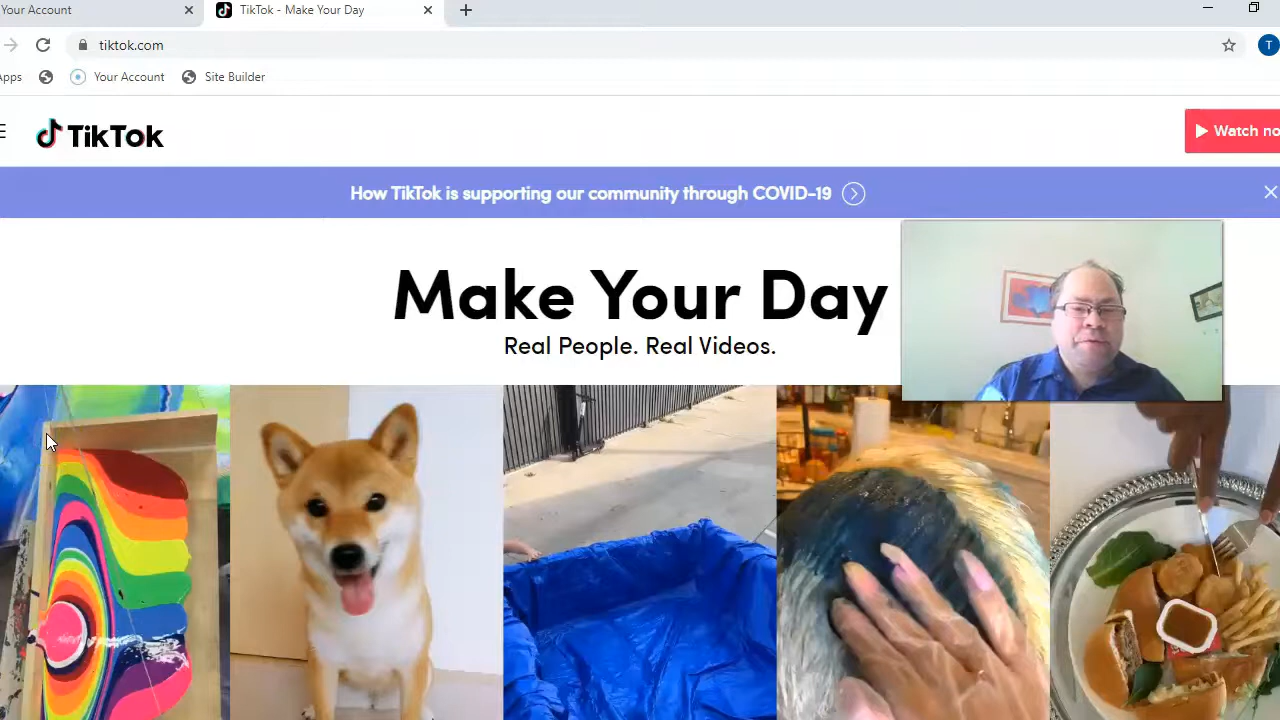 Your Account
TikTok - Make Your Day
tiktok.com
T
Apps
Your Account
Site Builder
TikTok
Watch no
How TikTok is supporting our community through COVID-19
Make Your Day
Real People. Real Videos.